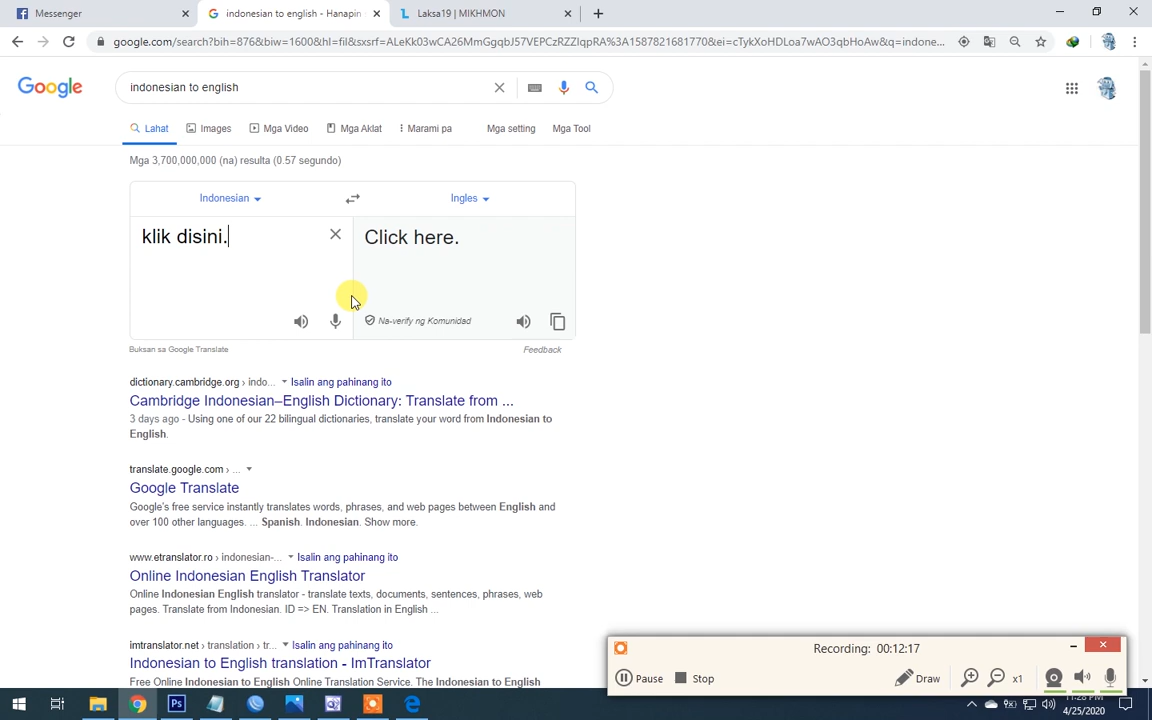 Messenger
indonesian to english - Hanapin
Laksa19 | MIKHMON
google.com/search?bih=876&biw=1600&hl=fil&sxsrf=ALeKk03wCA26MmGgqbJ57VEPCzRZZIqpRA%3A1587821681770&ei=cTykXoHDLoa7wAO3qbHoAw&q=indone...
Google
indonesian to english
Lahat
Images
Mga Video
Mga Aklat
Marami pa
Mga setting
Mga Tool
Mga 3,700,000,000 (na) resulta (0.57 segundo)
Indonesian
Ingles
klik disini.
Click here.
Na-verify ng Komunidad
Buksan sa Google Translate
Feedback
dictionary.cambridge.org › indo... Isalin ang pahinang ito
Cambridge Indonesian–English Dictionary: Translate from ...
3 days ago - Using one of our 22 bilingual dictionaries, translate your word from Indonesian to
English.
translate.google.com › ...
Google Translate
Google's free service instantly translates words, phrases, and web pages between English and
over 100 other languages. ... Spanish. Indonesian. Show more.
www.etranslator.ro › indonesian-... Isalin ang pahinang ito
Online Indonesian English Translator
Online Indonesian English translator - translate texts, documents, sentences, phrases, web
pages. Translate from Indonesian. ID => EN. Translation in English ...
imtranslator.net › translation › tr... Isalin ang pahinang ito
Indonesian to English translation - ImTranslator
Free Online Indonesian to English Online Translation Service. The Indonesian to English
Recording: 00:12:17
Pause
Stop
Draw
x1
11:28 PM
4/25/2020